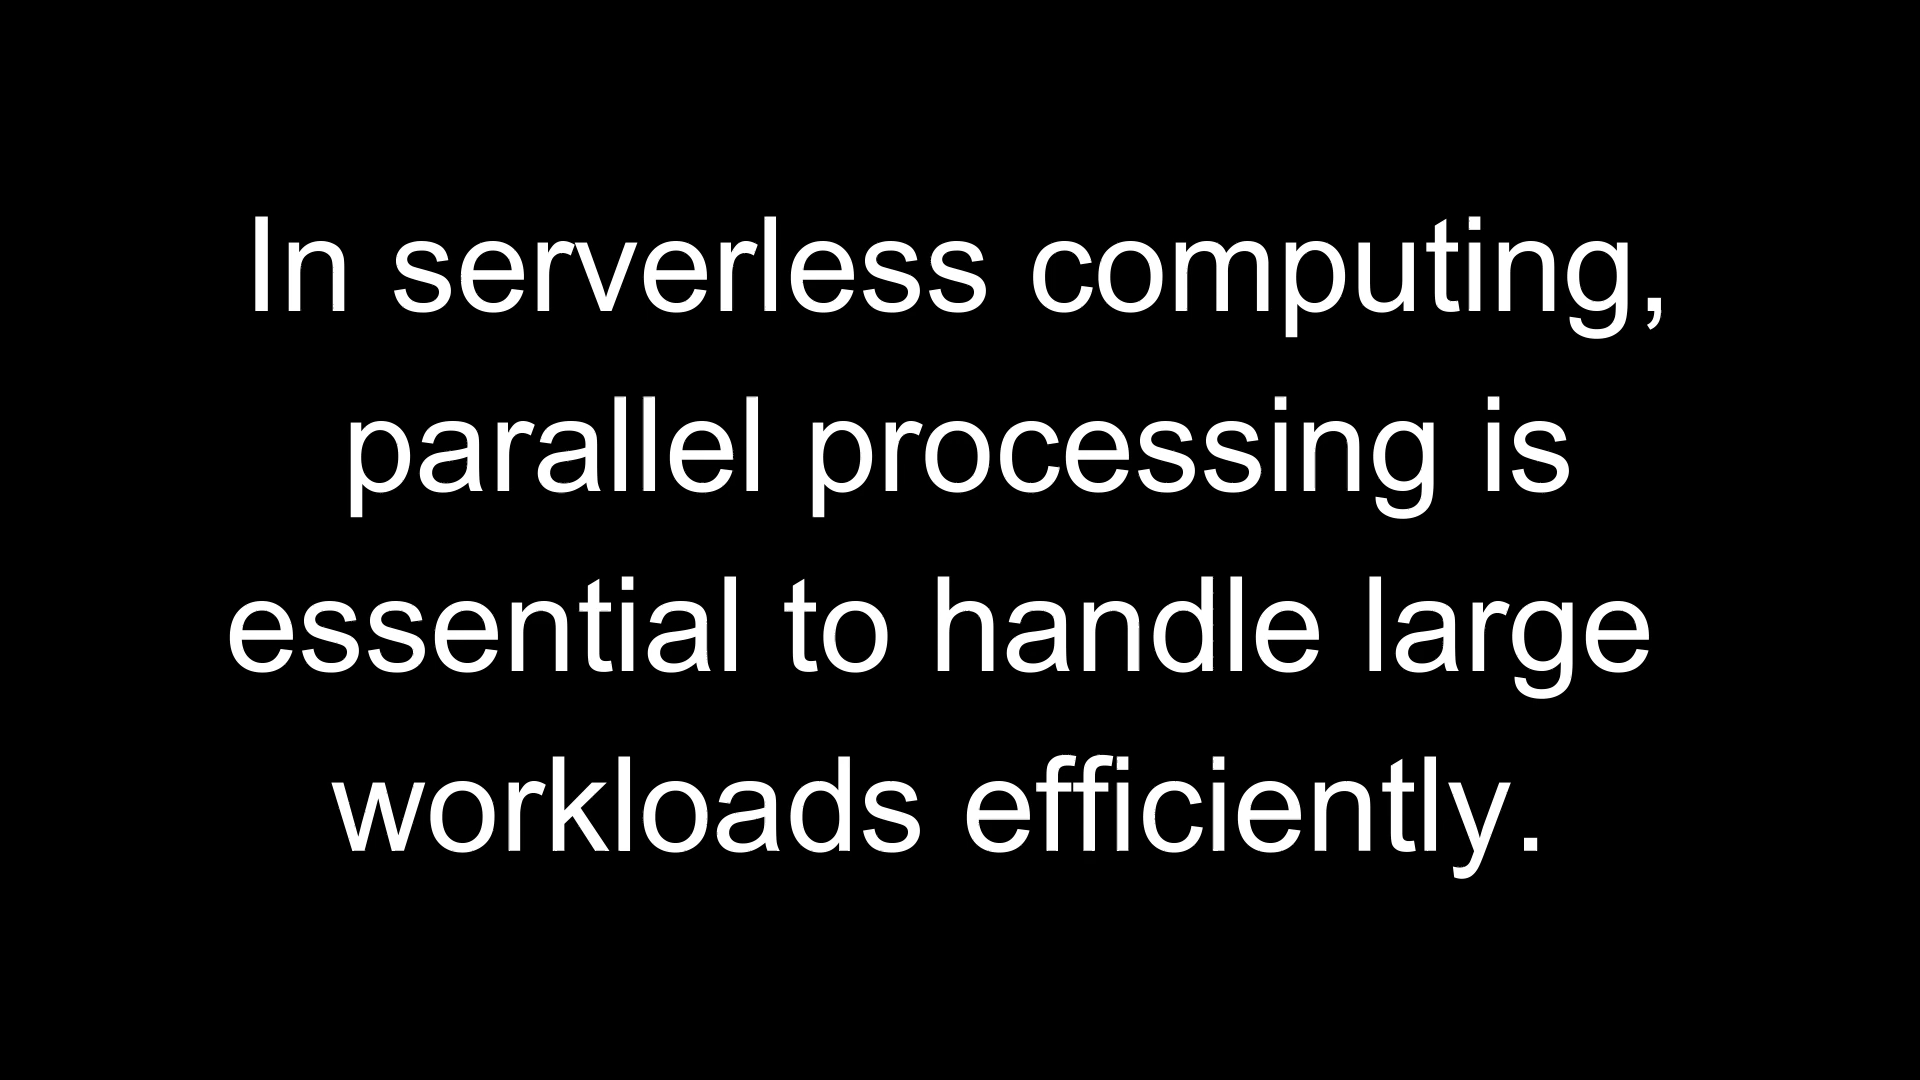 In serverless computing,
parallel processing is
essential to handle large
workloads efficiently.